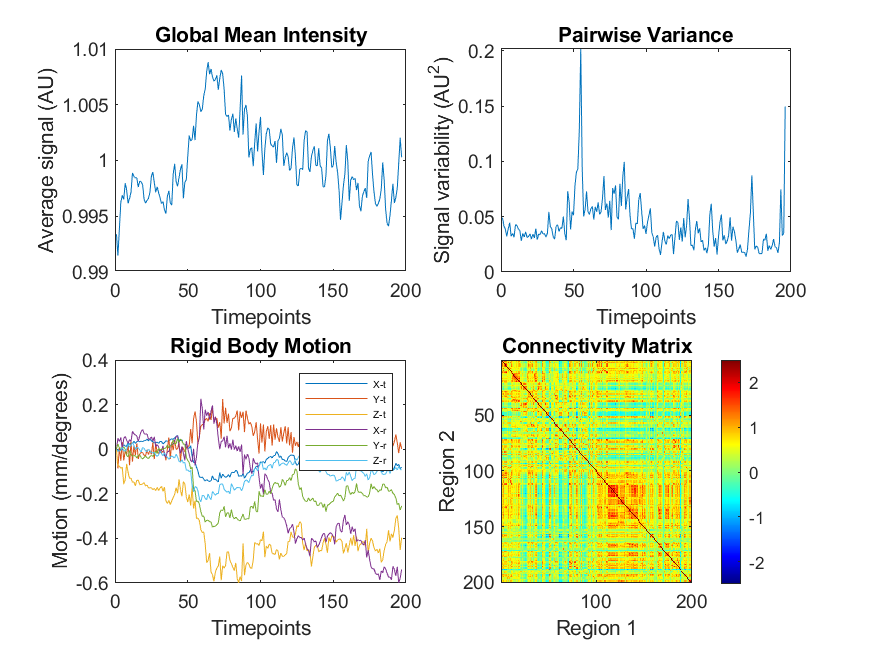 Global Mean Intensity
1.01
1.005
1
0.995
0.99
Average signal (AU)
0
50
100
150
200
Timepoints
Pairwise Variance
0.2
0.15
0.1
0.05
0
Signal variability (AU²)
0
50
100
150
200
Timepoints
Rigid Body Motion
0.4
0.2
0
-0.2
-0.4
-0.6
Motion (mm/degrees)
X-t
Y-t
Z-t
X-r
Y-r
Z-r
0
50
100
150
200
Timepoints
Connectivity Matrix
50
100
150
200
Region 2
100
200
Region 1
2
1
0
-1
-2